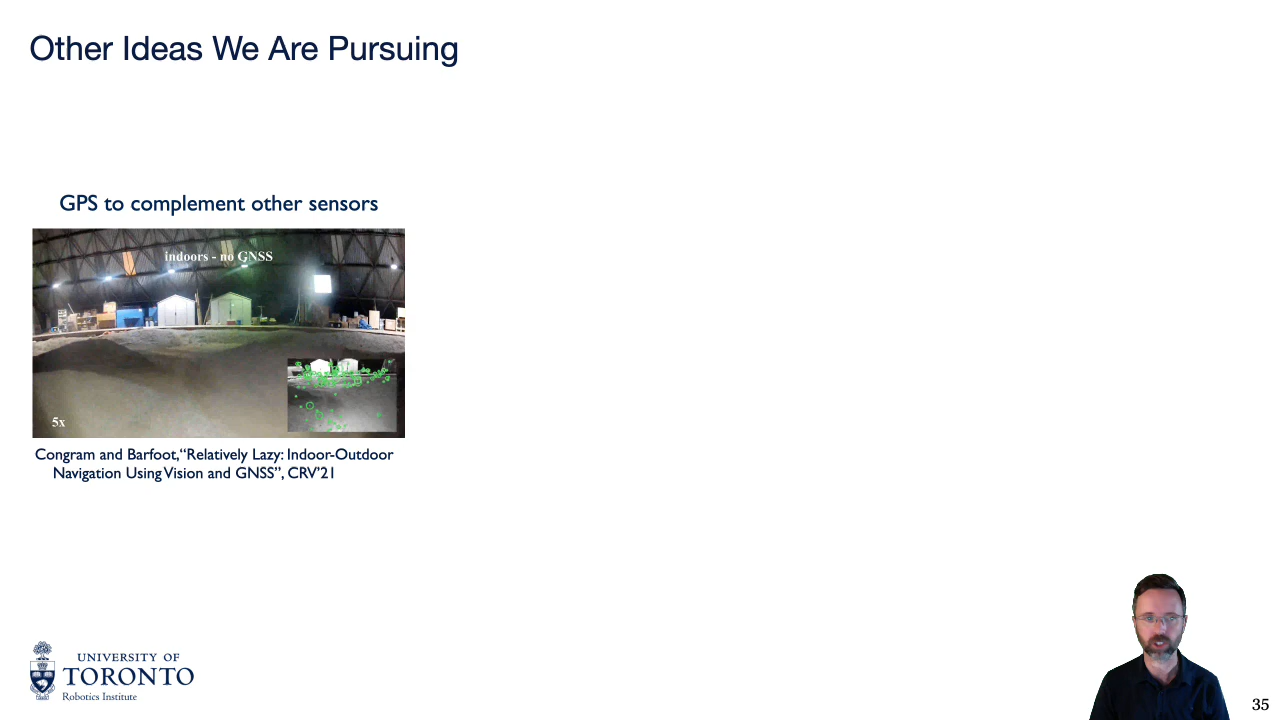 Other Ideas We Are Pursuing
GPS to complement other sensors
indoors - no GNSS
5x
Congram and Barfoot, “Relatively Lazy: Indoor-Outdoor
Navigation Using Vision and GNSS”, CRV’21
UNIVERSITY OF
TORONTO
Robotics Institute
35